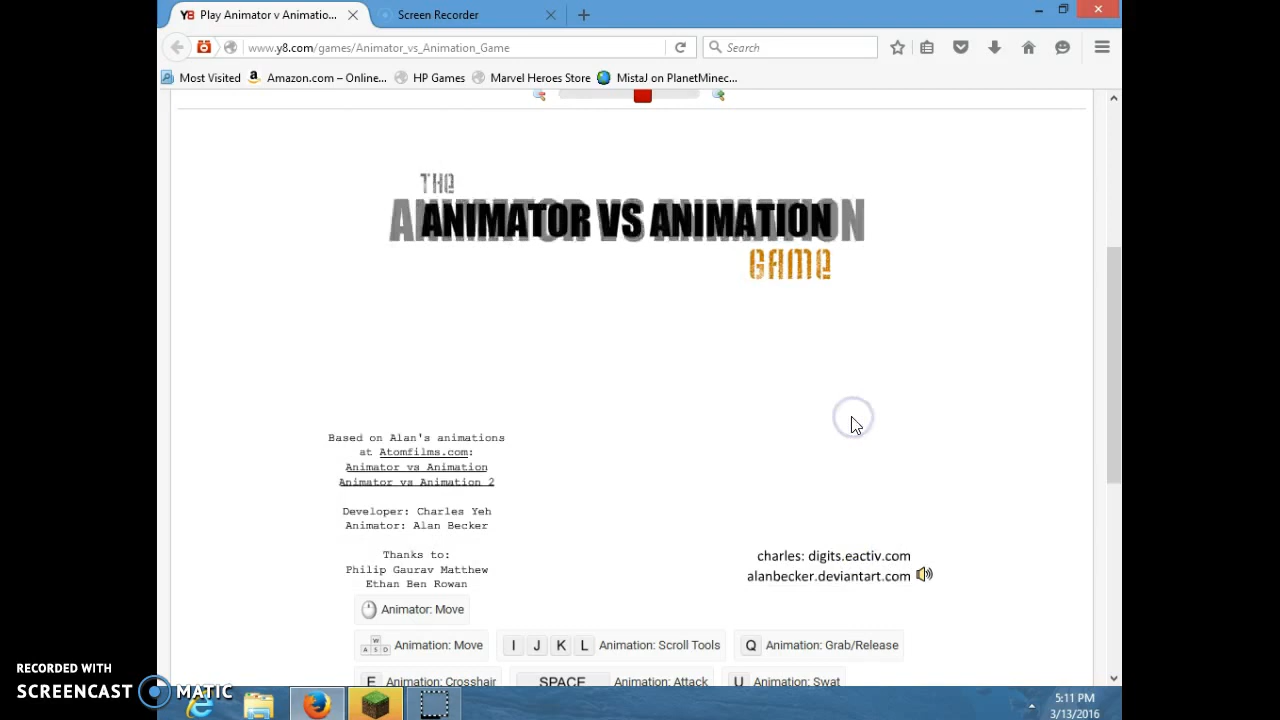 Play Animator v Animatio...
Screen Recorder
www.y8.com/games/Animator_vs_Animation_Game
Search
Most Visited
Amazon.com – Online...
HP Games
Marvel Heroes Store
MistaJ on PlanetMinec...
THE
ANIMATOR VS ANIMATION
GAME
Based on Alan's animations
at Atomfilms.com:
Animator vs Animation
Animator vs Animation 2
Developer: Charles Yeh
Animator: Alan Becker
Thanks to:
Philip Gaurav Matthew
Ethan Ben Rowan
charles: digits.eactiv.com
alanbecker.deviantart.com
Animator: Move
W A S D Animation: Move
I J K L Animation: Scroll Tools
Q Animation: Grab/Release
E Animation: Crosshair
SPACE Animation: Attack
U Animation: Swat
RECORDED WITH
SCREENCAST MATIC
5:11 PM
3/13/2016